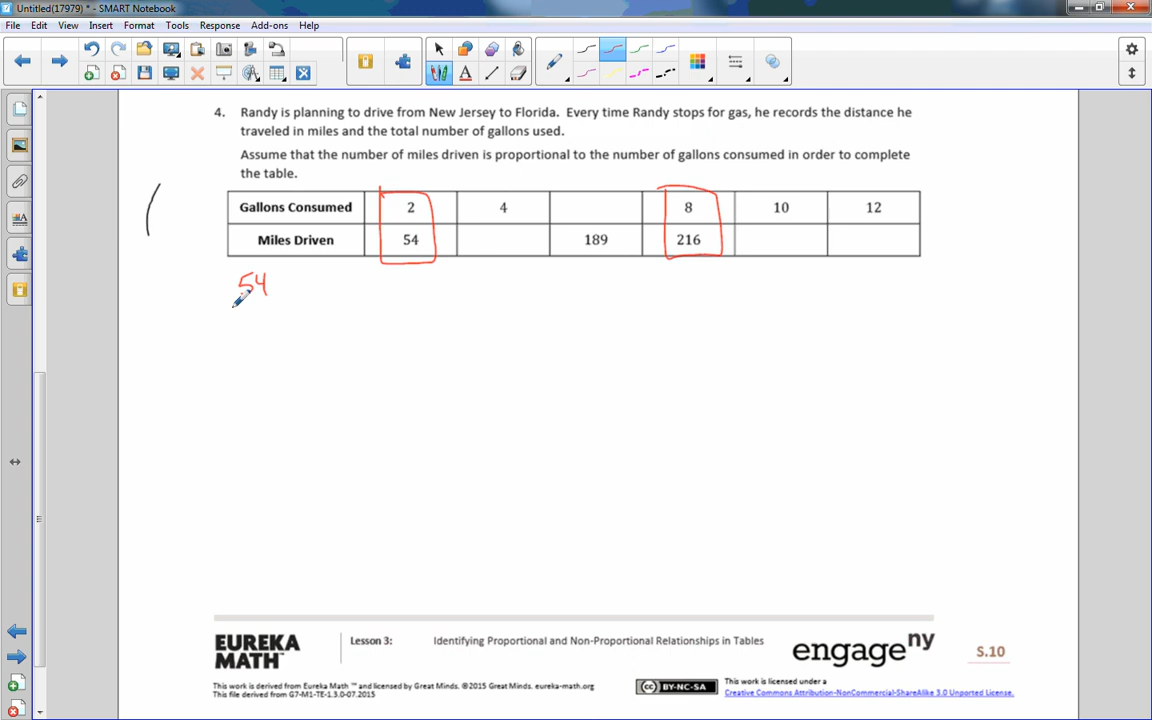 Untitled(17979) * - SMART Notebook
File Edit View Insert Format Tools Response Add-ons Help
4. Randy is planning to drive from New Jersey to Florida. Every time Randy stops for gas, he records the distance he
traveled in miles and the total number of gallons used.
Assume that the number of miles driven is proportional to the number of gallons consumed in order to complete
the table.
Gallons Consumed 2 4 8 10 12
Miles Driven 54 189 216
54
EUREKA
MATH™
Lesson 3: Identifying Proportional and Non-Proportional Relationships in Tables
engageny
S.10
This work is derived from Eureka Math ™ and licensed by Great Minds. ©2015 Great Minds. eureka-math.org
This file derived from G7-M1-TE-1.3.0-07.2015
cc BY-NC-SA
This work is licensed under a
Creative Commons Attribution-NonCommercial-ShareAlike 3.0 Unported License.